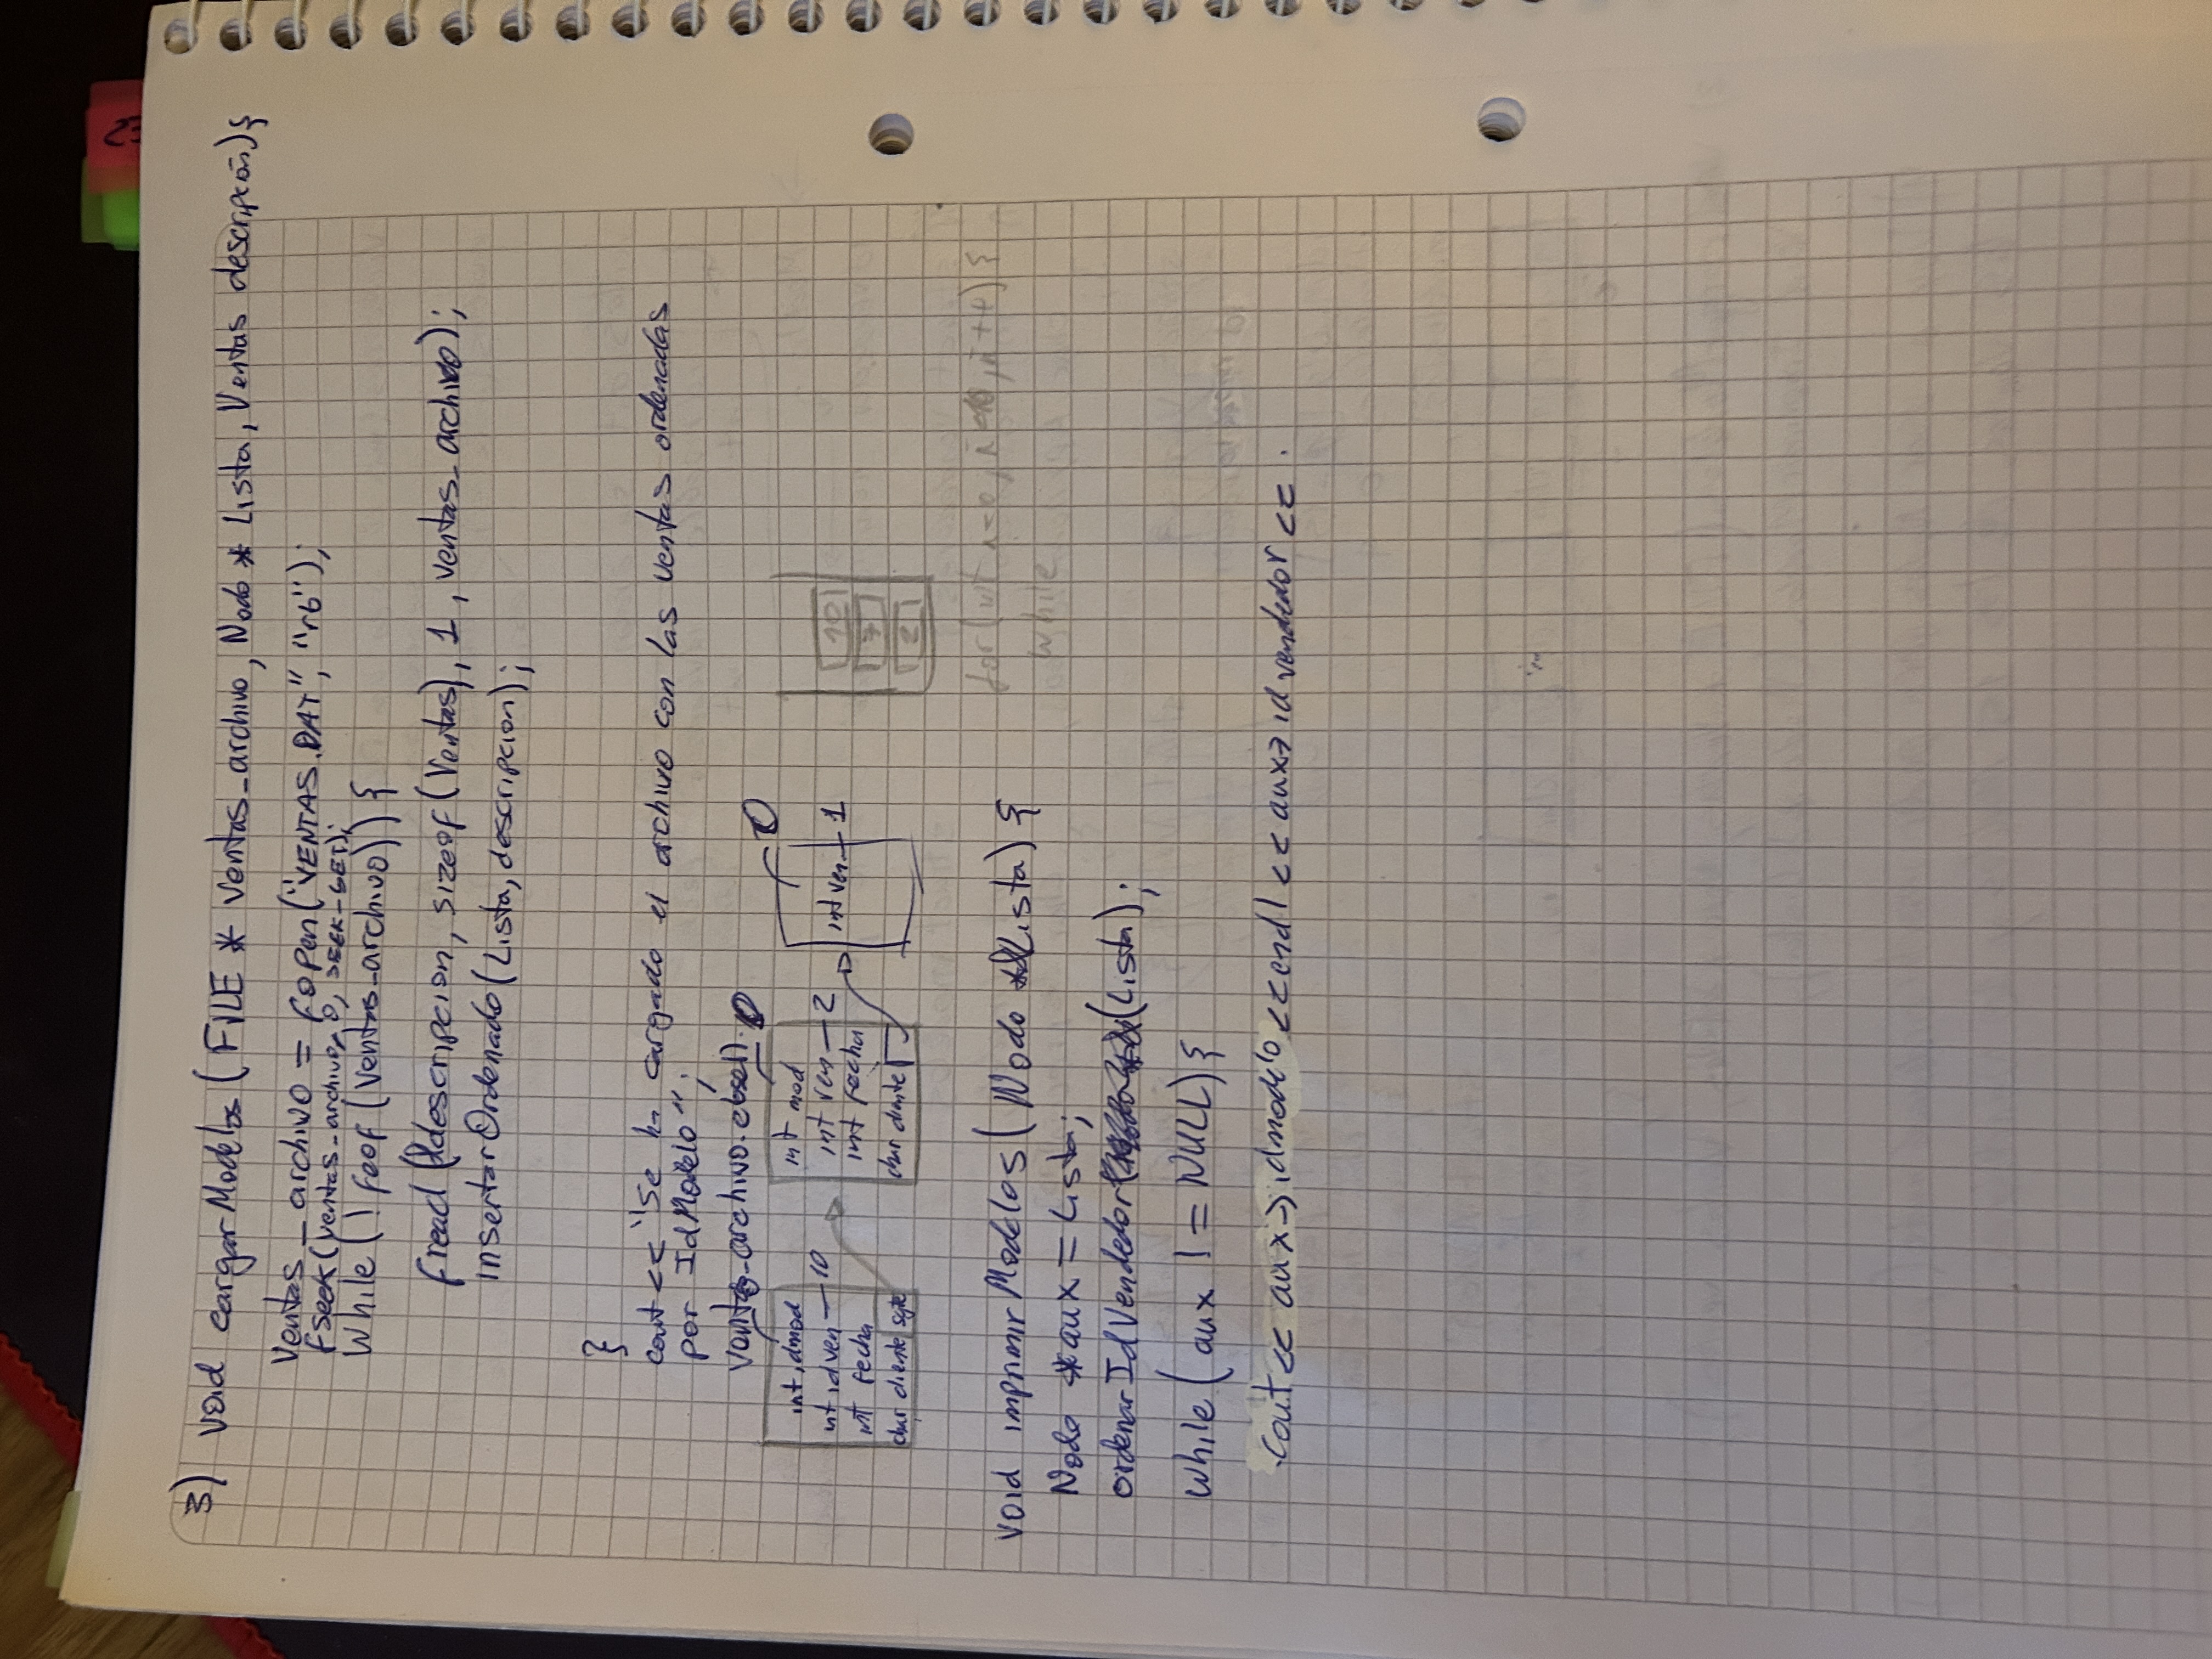 3) void cargarModelos (FILE * ventas_archivo, Nodo * Lista, Ventas descripción){
ventas_archivo = fopen("VENTAS.DAT", "rb");
fseek(ventas_archivo, 0, SEEK_SET);
While (! feof (ventas_archivo)) {
fread (&descripcion, sizeof (Ventas), 1, ventas_archivo);
insertarOrdenado (Lista, descripcion);
}
cout << "Se ha cargado el archivo con las ventas ordenadas
por IdModelo";
ventas_archivo.close()
int idmod
int idven — 10
int fecha
char cliente sgte
int mod
int ven — 2
int fecha
char cliente
0
int ven — 1
0
10
7
2
for(int i=0, i<10, i++) {
while
void imprimirModelos (Nodo *&Lista) {
Nodo *aux = Lista;
ordenarIdVendedor (Lista);
while (aux != NULL) {
cout << aux-> idmodelo << endl << aux-> idvendedor << .